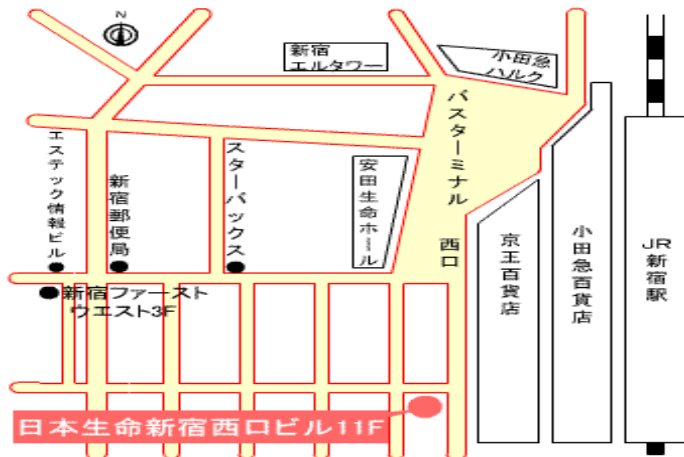 N
新宿
エルタワー
小田急
ハルク
バスターミナル
西口
エステック情報ビル
新宿郵便局
スターバックス
安田生命ホール
京王百貨店
小田急百貨店
JR新宿駅
新宿ファースト
ウエスト3F
日本生命新宿西口ビル11F